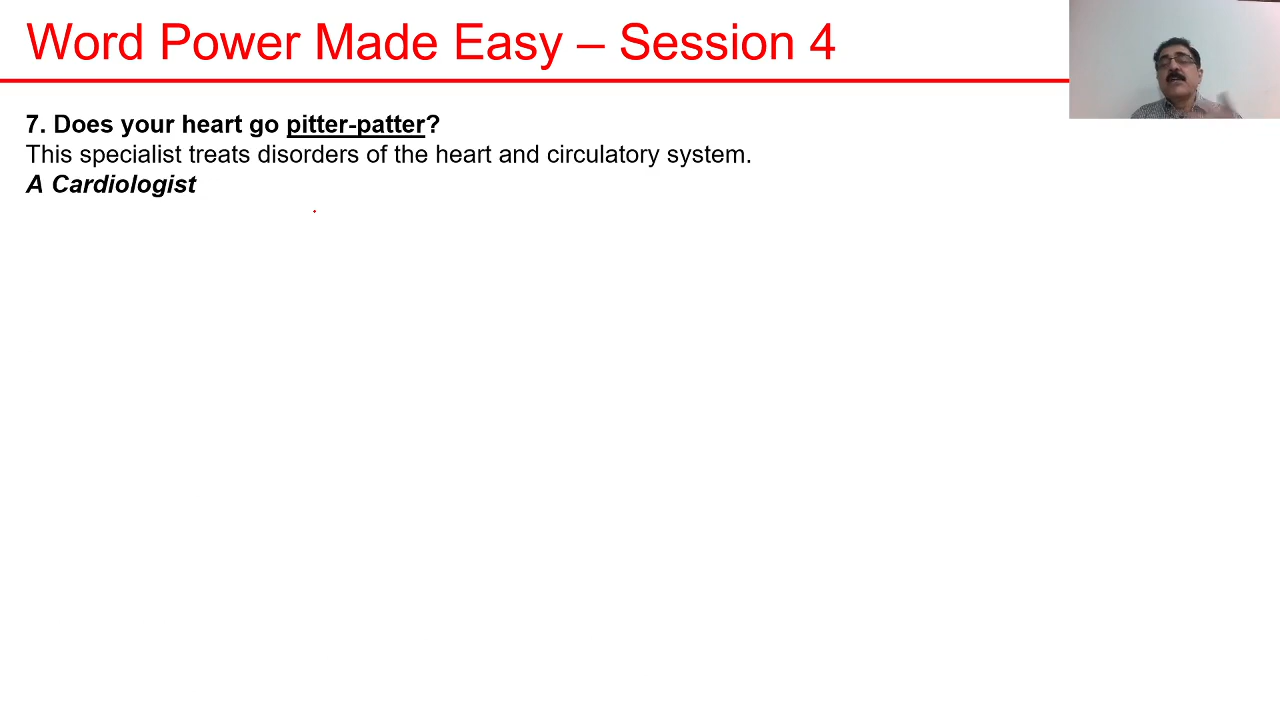 Word Power Made Easy – Session 4
7. Does your heart go pitter-patter?
This specialist treats disorders of the heart and circulatory system.
A Cardiologist